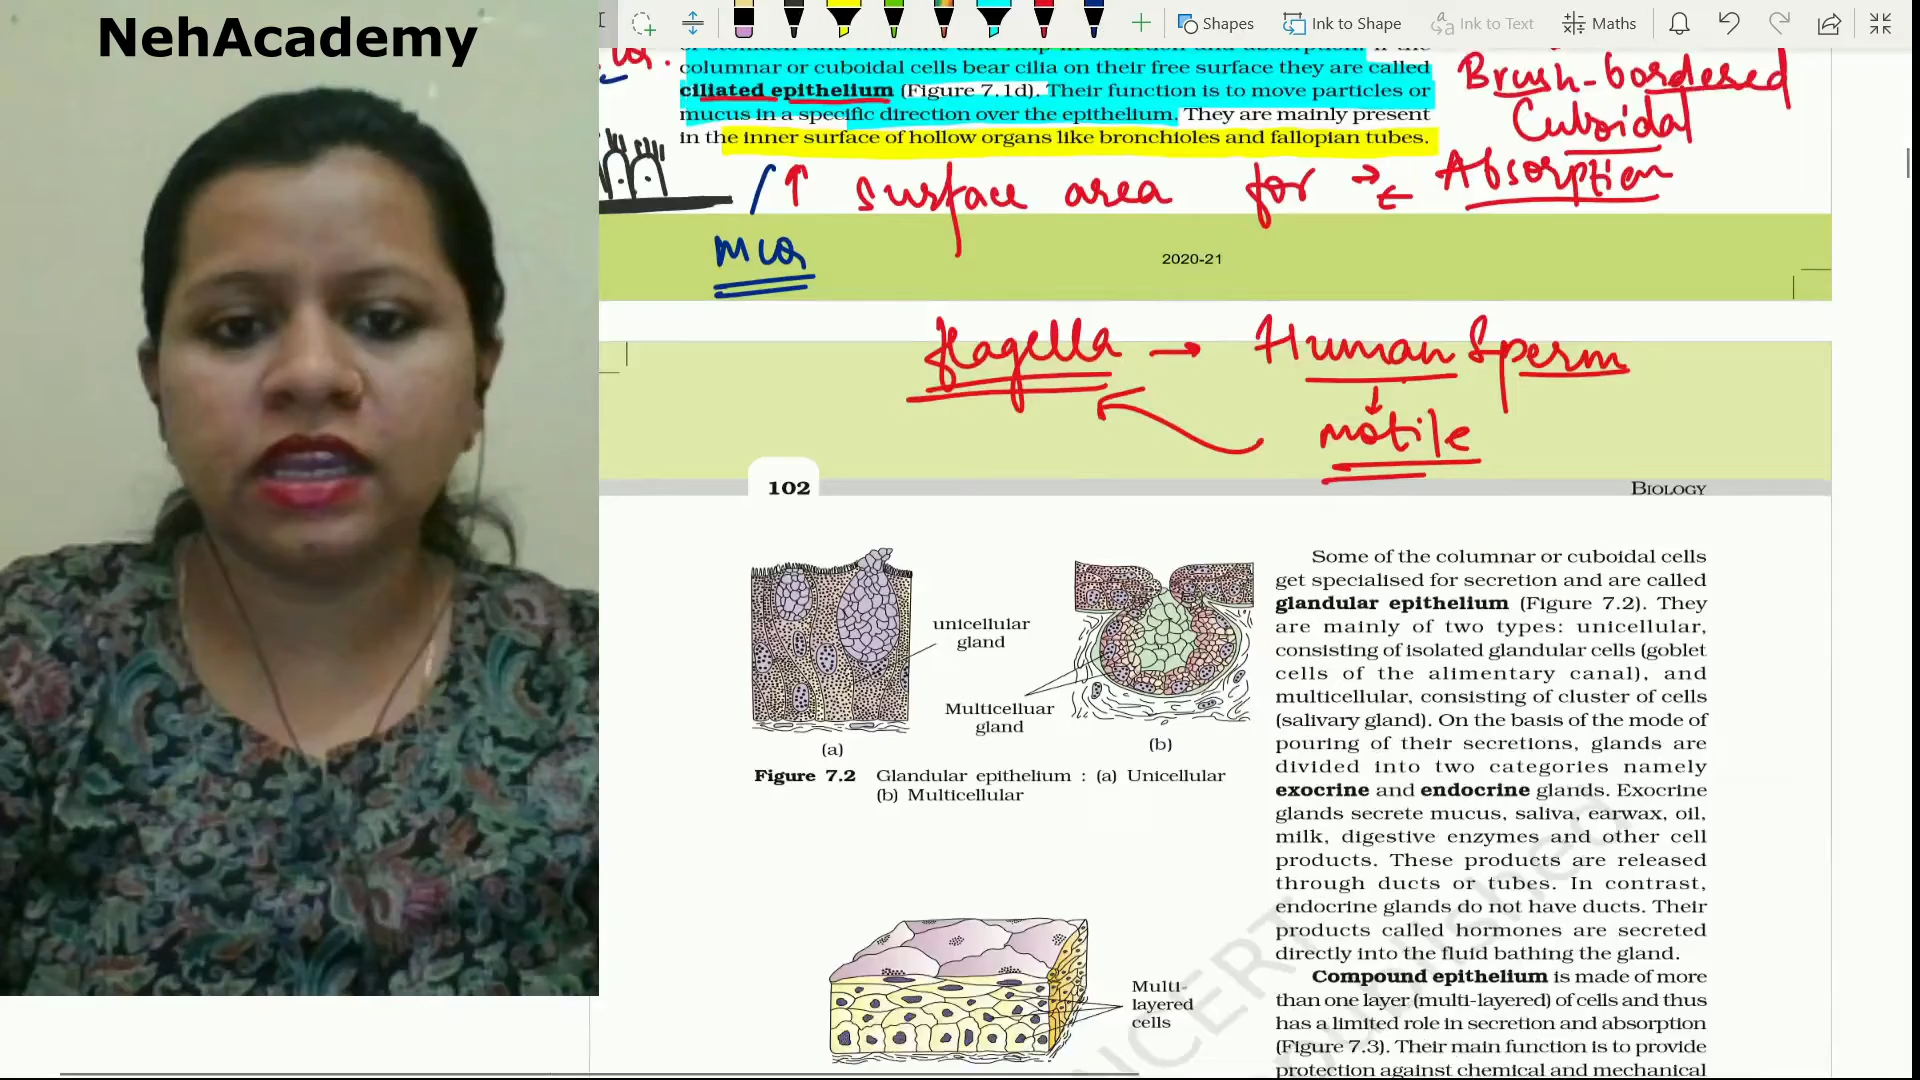 NehAcademy
Shapes
Ink to Shape
Ink to Text
Maths
columnar or cuboidal cells bear cilia on their free surface they are called
ciliated epithelium (Figure 7.1d). Their function is to move particles or
mucus in a specific direction over the epithelium. They are mainly present
in the inner surface of hollow organs like bronchioles and fallopian tubes.
Brush-bordered
Cuboidal
↑ surface area for → Absorption
MCQ
2020-21
flagella → Human Sperm
↓
motile
102
BIOLOGY
unicellular
gland
Multicelluar
gland
(a)
(b)
Figure 7.2 Glandular epithelium : (a) Unicellular
(b) Multicellular
Some of the columnar or cuboidal cells
get specialised for secretion and are called
glandular epithelium (Figure 7.2). They
are mainly of two types: unicellular,
consisting of isolated glandular cells (goblet
cells of the alimentary canal), and
multicellular, consisting of cluster of cells
(salivary gland). On the basis of the mode of
pouring of their secretions, glands are
divided into two categories namely
exocrine and endocrine glands. Exocrine
glands secrete mucus, saliva, earwax, oil,
milk, digestive enzymes and other cell
products. These products are released
through ducts or tubes. In contrast,
endocrine glands do not have ducts. Their
products called hormones are secreted
directly into the fluid bathing the gland.
Compound epithelium is made of more
than one layer (multi-layered) of cells and thus
has a limited role in secretion and absorption
(Figure 7.3). Their main function is to provide
protection against chemical and mechanical
Multi-
layered
cells